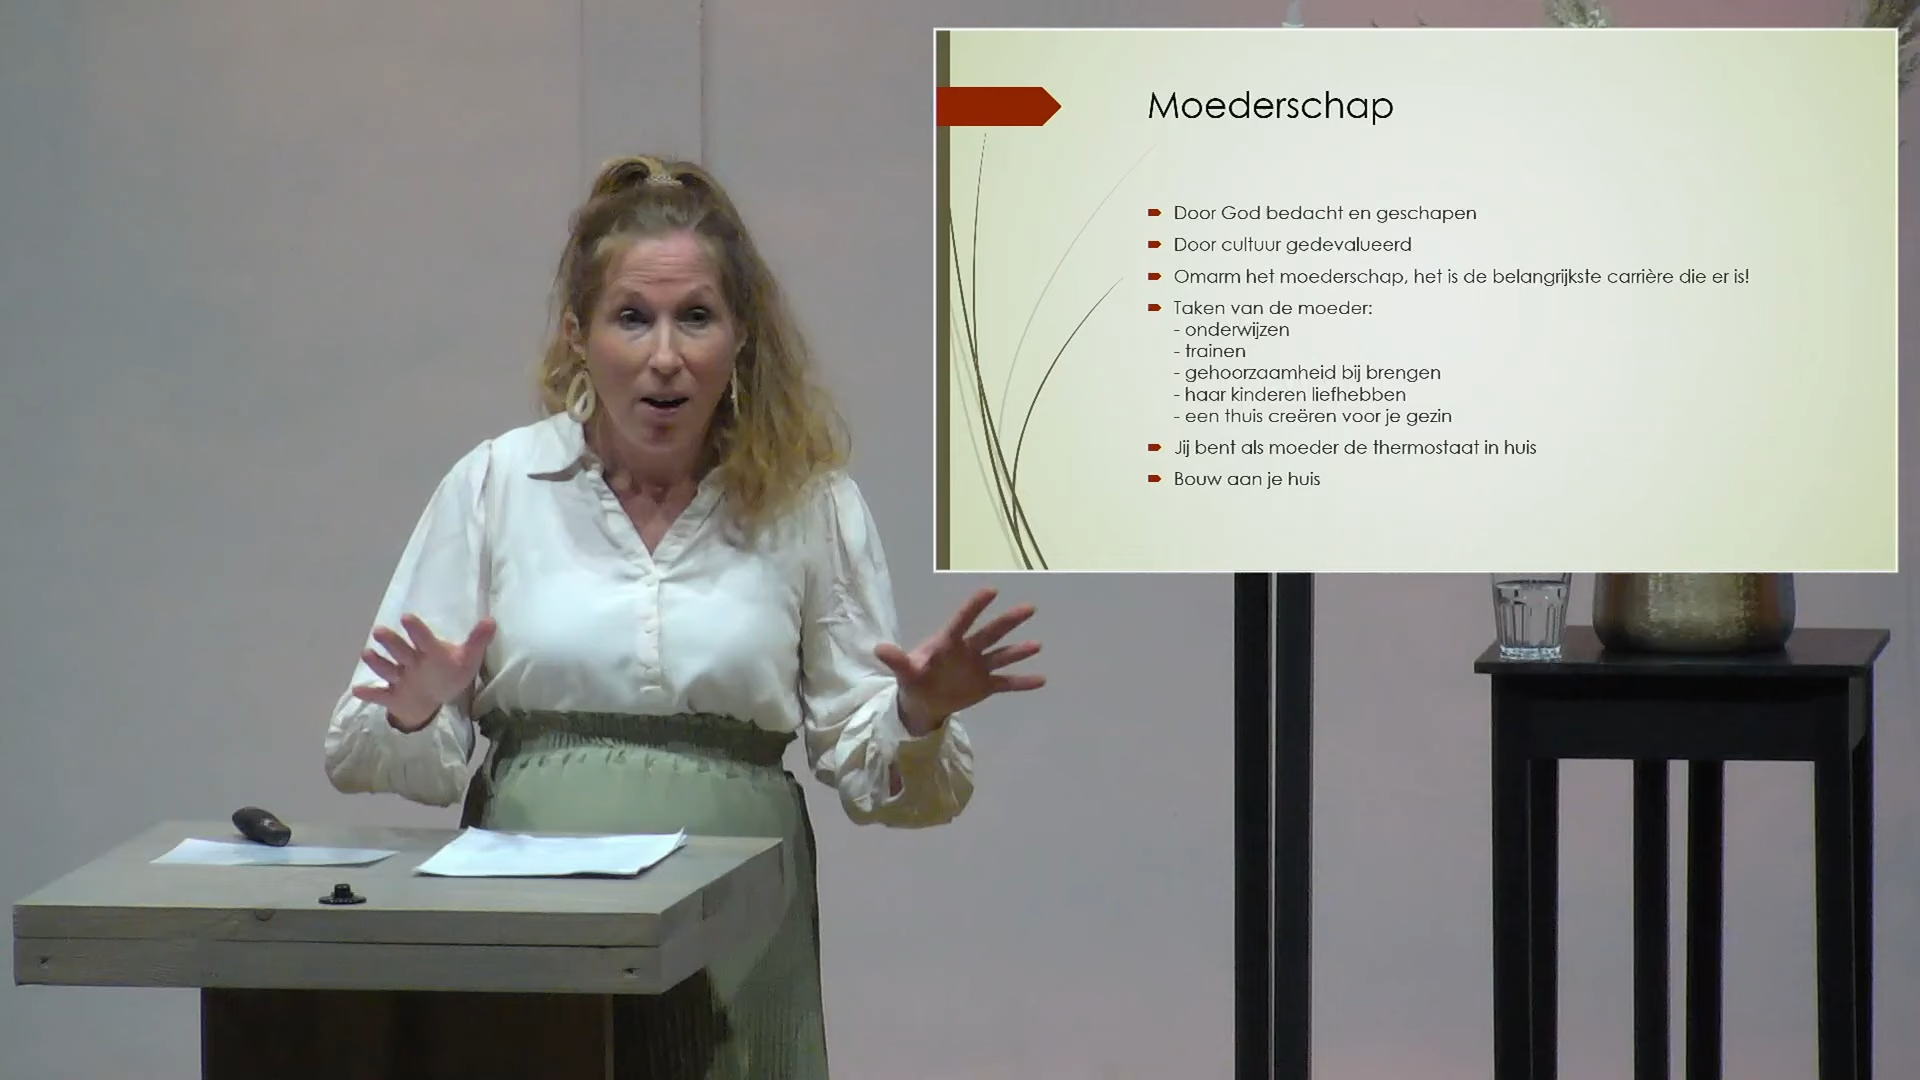 Moederschap
Door God bedacht en geschapen
Door cultuur gedevalueerd
Omarm het moederschap, het is de belangrijkste carrière die er is!
Taken van de moeder:
- onderwijzen
- trainen
- gehoorzaamheid bij brengen
- haar kinderen liefhebben
- een thuis creëren voor je gezin
Jij bent als moeder de thermostaat in huis
Bouw aan je huis